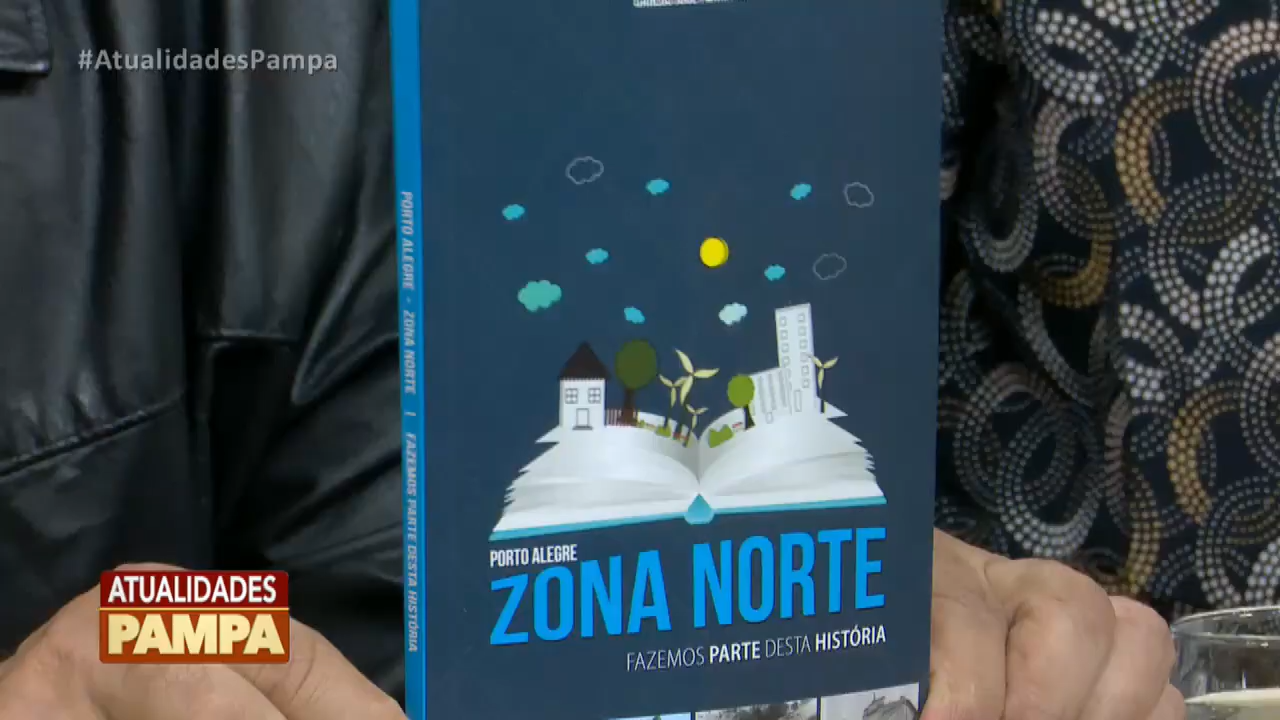 #AtualidadesPampa
PORTO ALEGRE - ZONA NORTE | FAZEMOS PARTE DESTA HISTÓRIA
PORTO ALEGRE
ZONA NORTE
FAZEMOS PARTE DESTA HISTÓRIA
ATUALIDADES
PAMPA